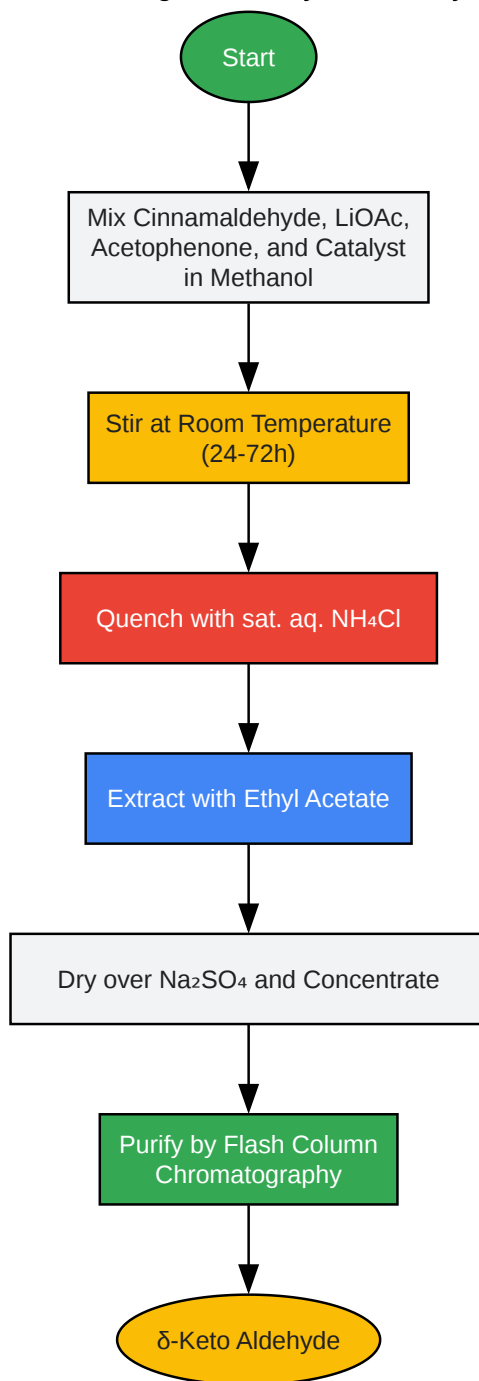 Start
Mix Cinnamaldehyde, LiOAc,
Acetophenone, and Catalyst
in Methanol
Stir at Room Temperature
(24-72h)
Quench with sat. aq. NH₄Cl
Extract with Ethyl Acetate
Dry over Na₂SO₄ and Concentrate
Purify by Flash Column
Chromatography
δ-Keto Aldehyde